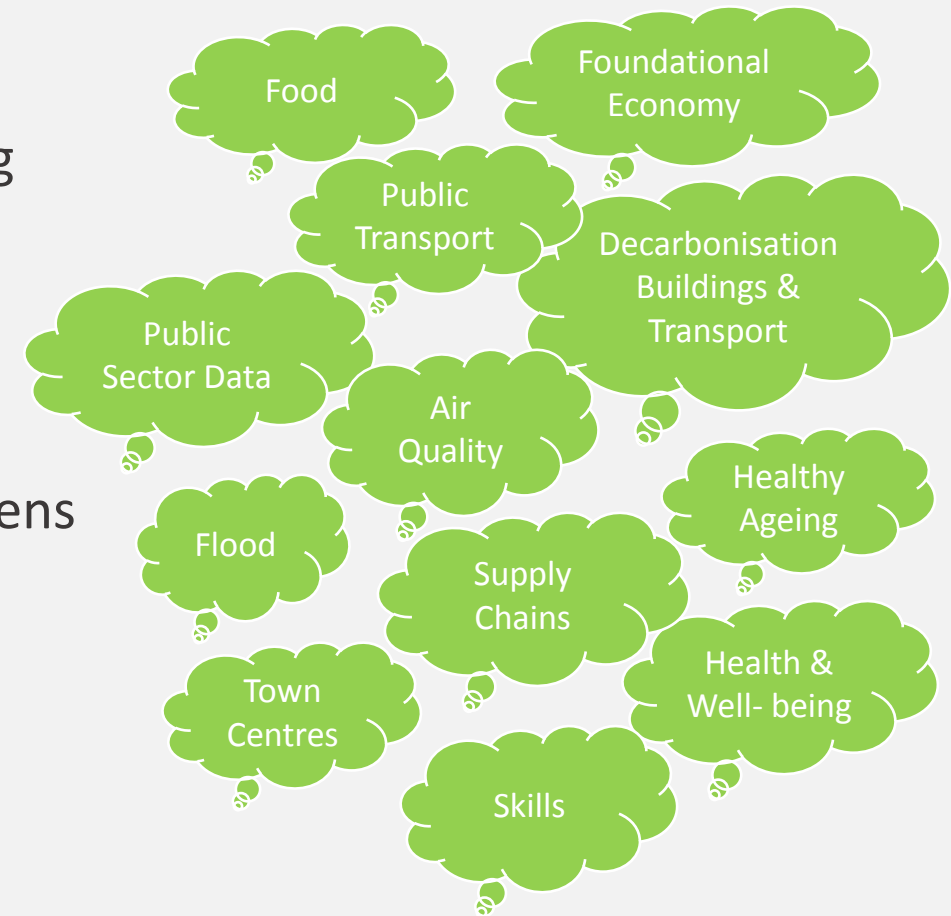 g
ens
Food
Foundational
Economy
Public
Transport
Decarbonisation
Buildings &
Transport
Public
Sector Data
Air
Quality
Healthy
Ageing
Flood
Supply
Chains
Health &
Well- being
Town
Centres
Skills